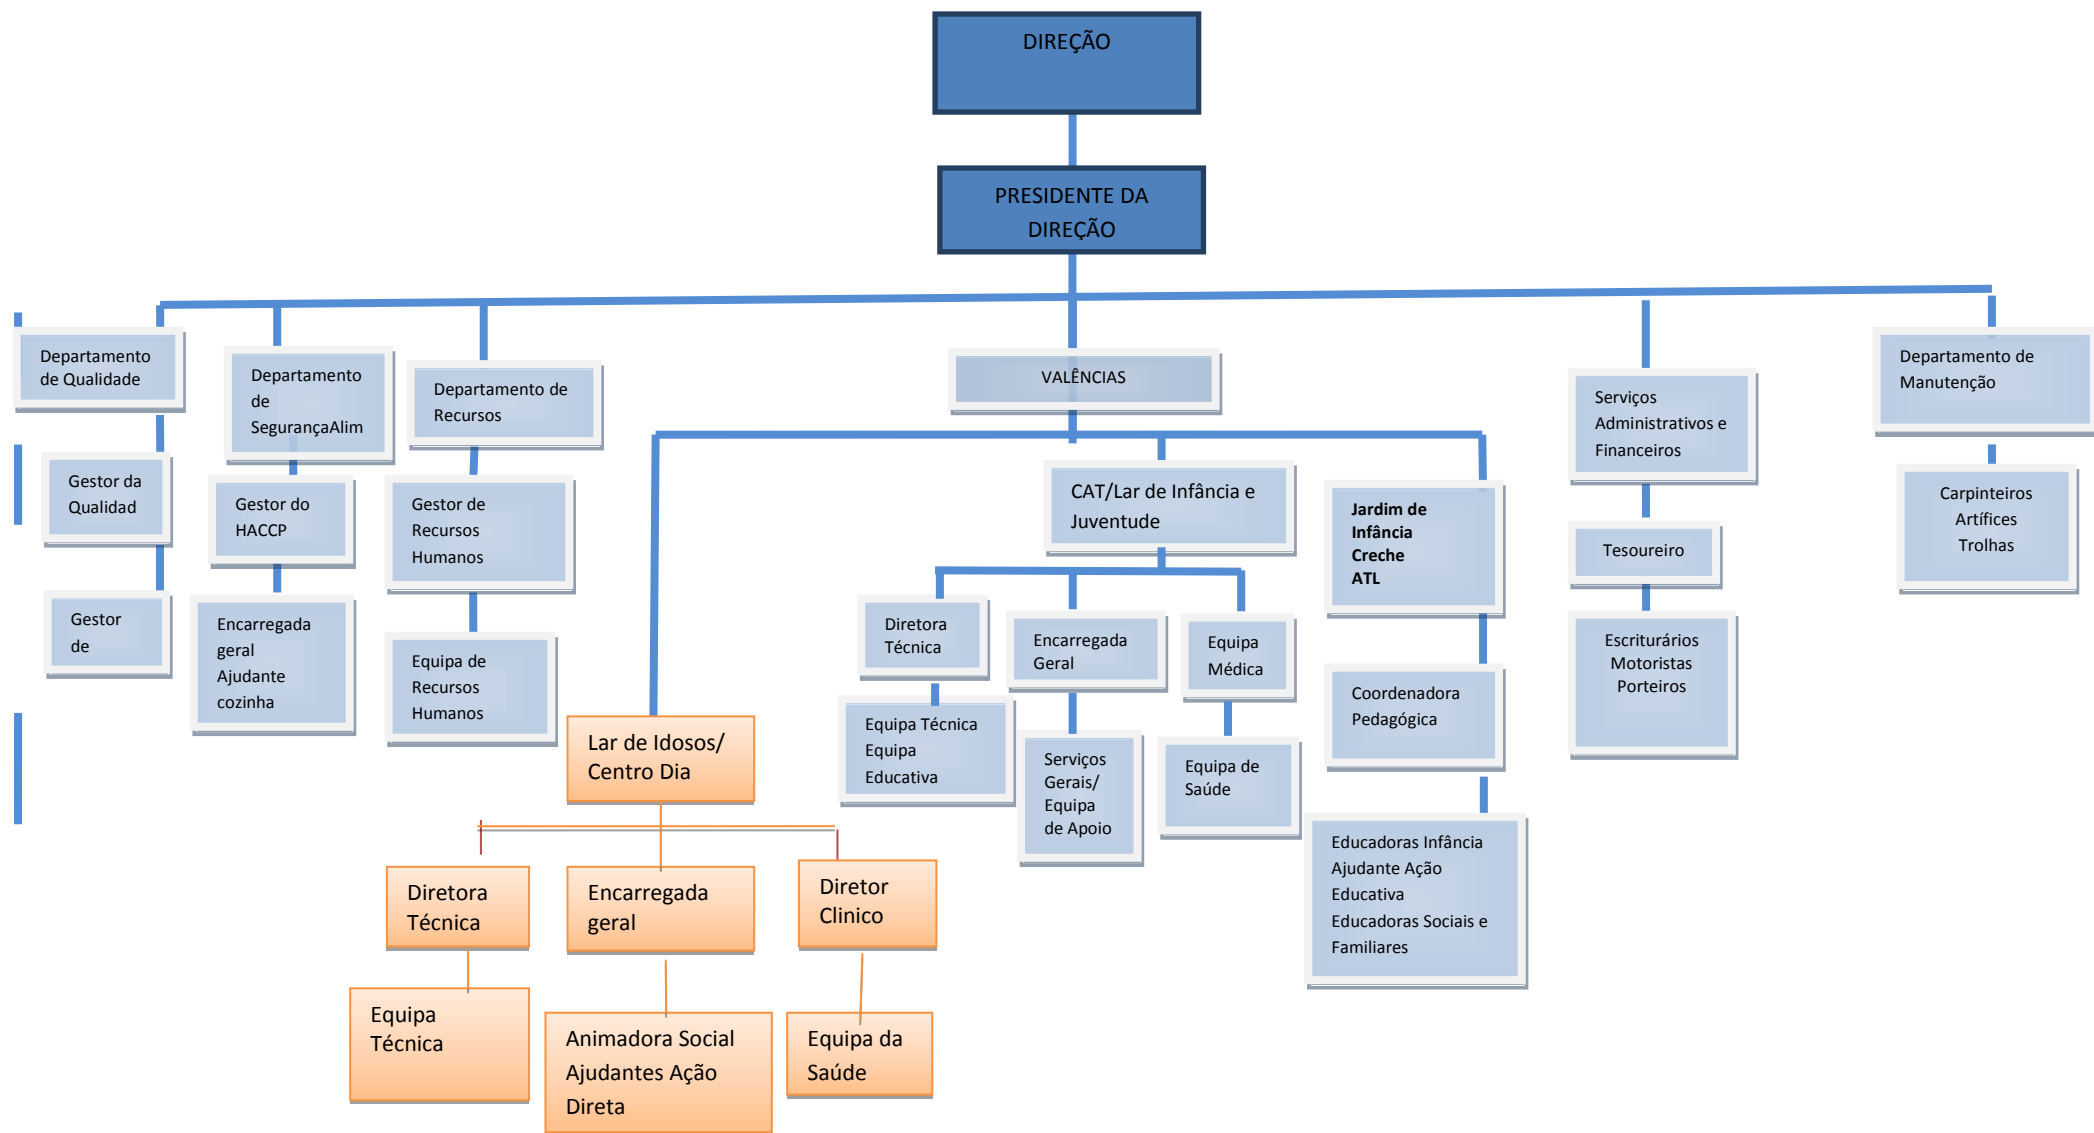 DIREÇÃO
PRESIDENTE DA
DIREÇÃO
Departamento
de Qualidade
Gestor da
Qualidad
Gestor
de
Departamento
de
SegurançaAlim
Gestor do
HACCP
Encarregada
geral
Ajudante
cozinha
Departamento de
Recursos
Gestor de
Recursos
Humanos
Equipa de
Recursos
Humanos
VALÊNCIAS
Lar de Idosos/
Centro Dia
Diretora
Técnica
Equipa
Técnica
Encarregada
geral
Animadora Social
Ajudantes Ação
Direta
Diretor
Clinico
Equipa da
Saúde
CAT/Lar de Infância e
Juventude
Diretora
Técnica
Equipa Técnica
Equipa
Educativa
Encarregada
Geral
Serviços
Gerais/
Equipa
de Apoio
Equipa
Médica
Equipa de
Saúde
Jardim de
Infância
Creche
ATL
Coordenadora
Pedagógica
Educadoras Infância
Ajudante Ação
Educativa
Educadoras Sociais e
Familiares
Serviços
Administrativos e
Financeiros
Tesoureiro
Escriturários
Motoristas
Porteiros
Departamento de
Manutenção
Carpinteiros
Artífices
Trolhas